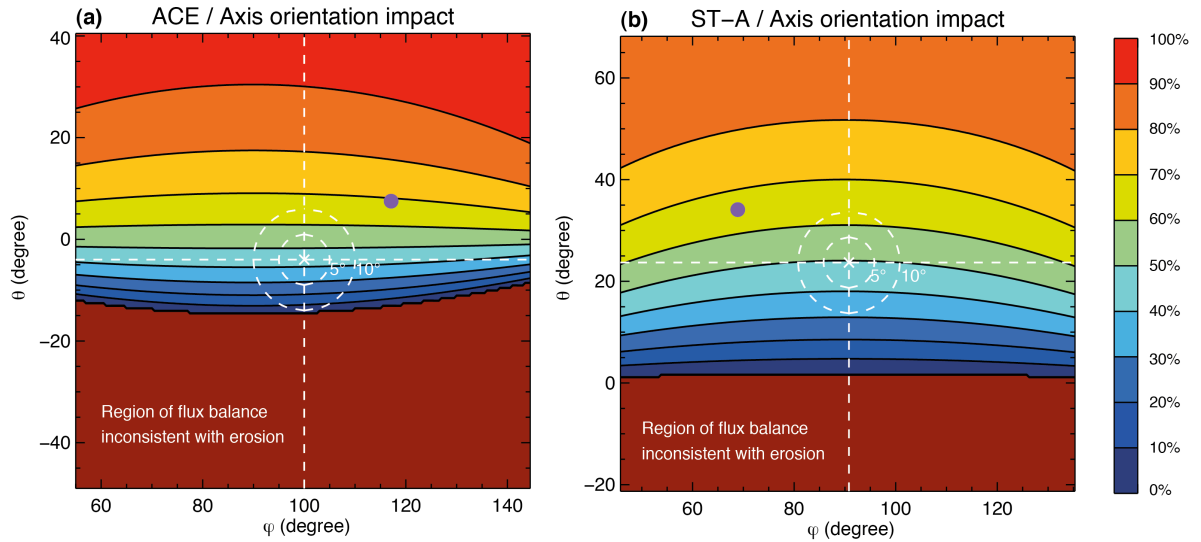 (a) ACE / Axis orientation impact
40
20
0
−20
−40
θ (degree)
5° 10°
Region of flux balance
inconsistent with erosion
60 80 100 120 140
φ (degree)
(b) ST−A / Axis orientation impact
60
40
20
0
−20
θ (degree)
5° 10°
Region of flux balance
inconsistent with erosion
60 80 100 120
φ (degree)
100%
90%
80%
70%
60%
50%
30%
20%
10%
0%